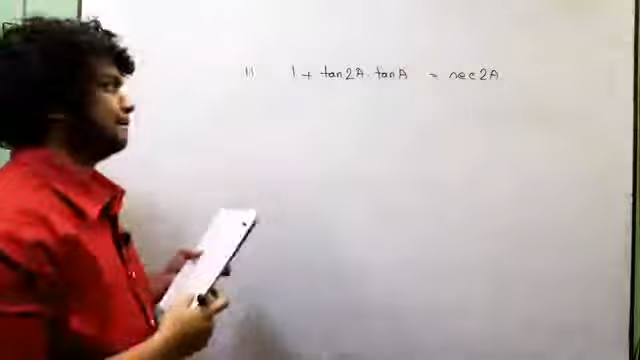 11 1 + tan2A . tanA = sec2A